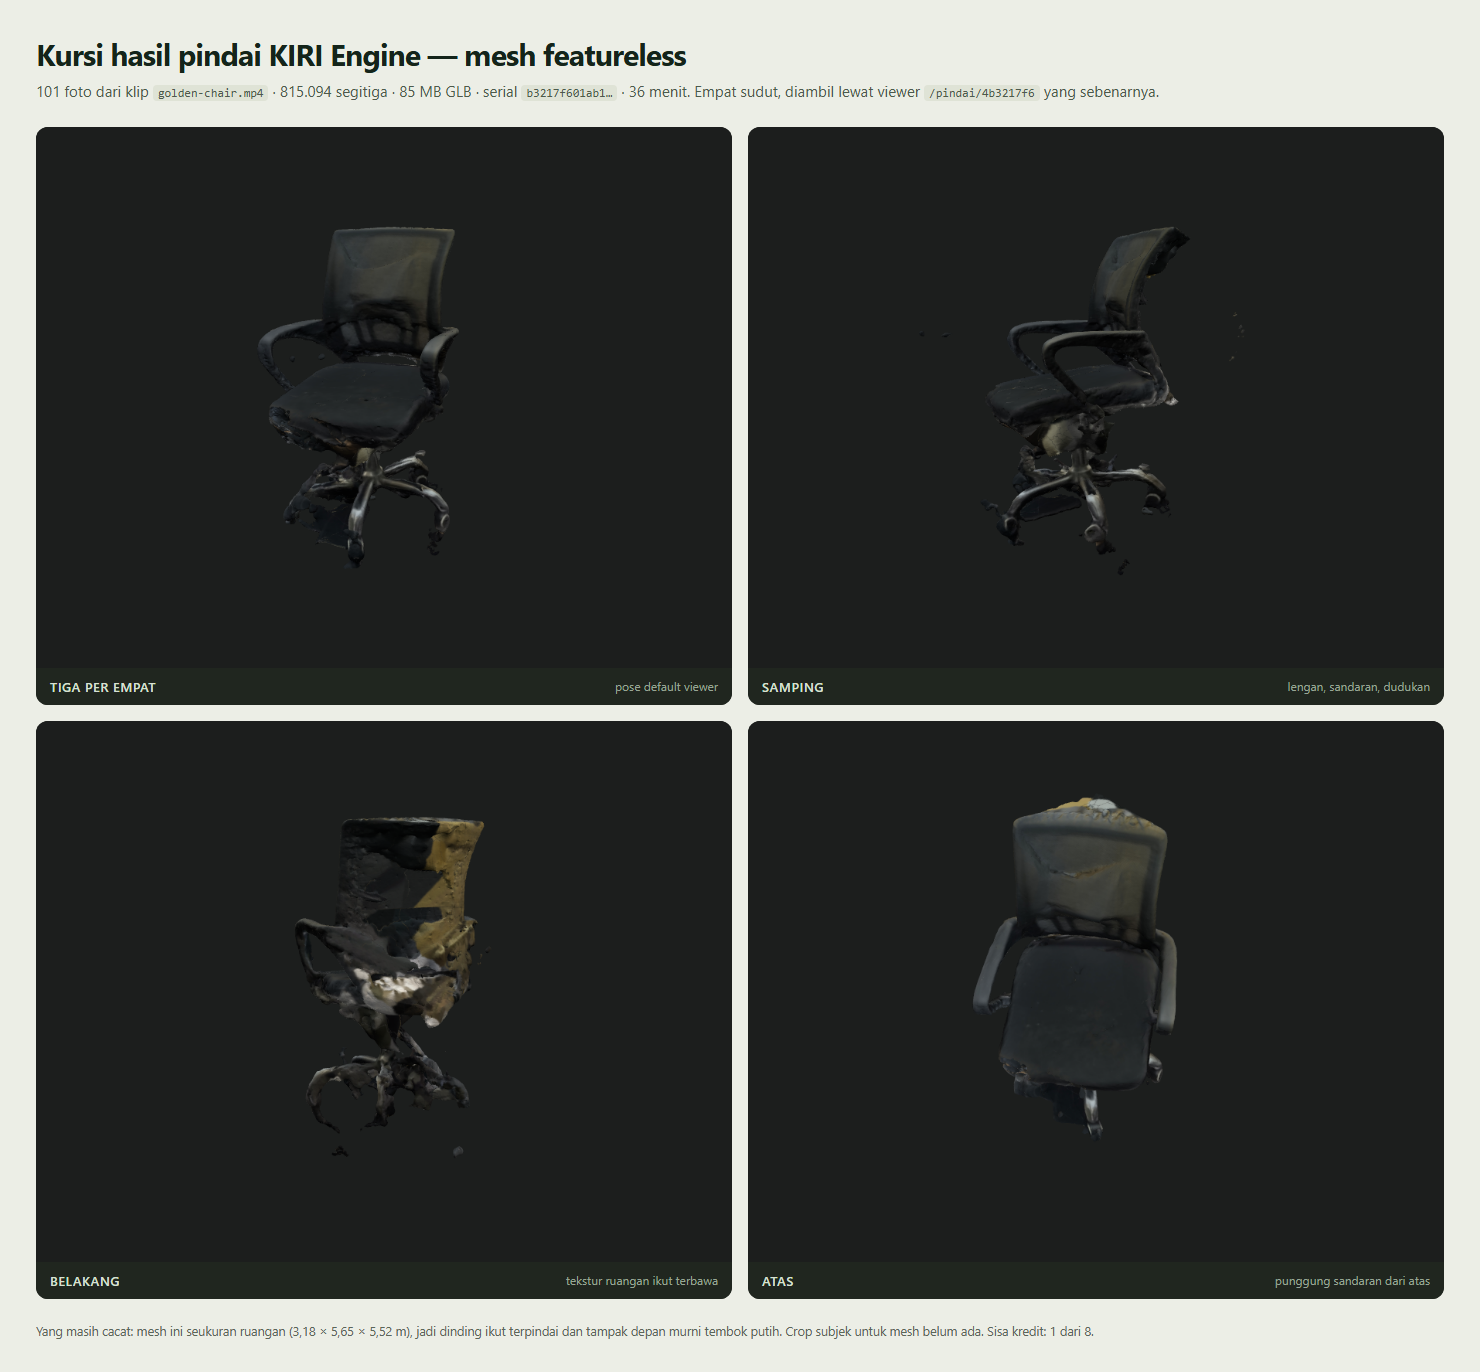 Kursi hasil pindai KIRI Engine — mesh featureless
101 foto dari klip golden-chair.mp4 · 815.094 segitiga · 85 MB GLB · serial b3217f601ab1… · 36 menit. Empat sudut, diambil lewat viewer /pindai/4b3217f6 yang sebenarnya.
TIGA PER EMPAT pose default viewer
SAMPING lengan, sandaran, dudukan
BELAKANG tekstur ruangan ikut terbawa
ATAS punggung sandaran dari atas
Yang masih cacat: mesh ini seukuran ruangan (3,18 × 5,65 × 5,52 m), jadi dinding ikut terpindai dan tampak depan murni tembok putih. Crop subjek untuk mesh belum ada. Sisa kredit: 1 dari 8.